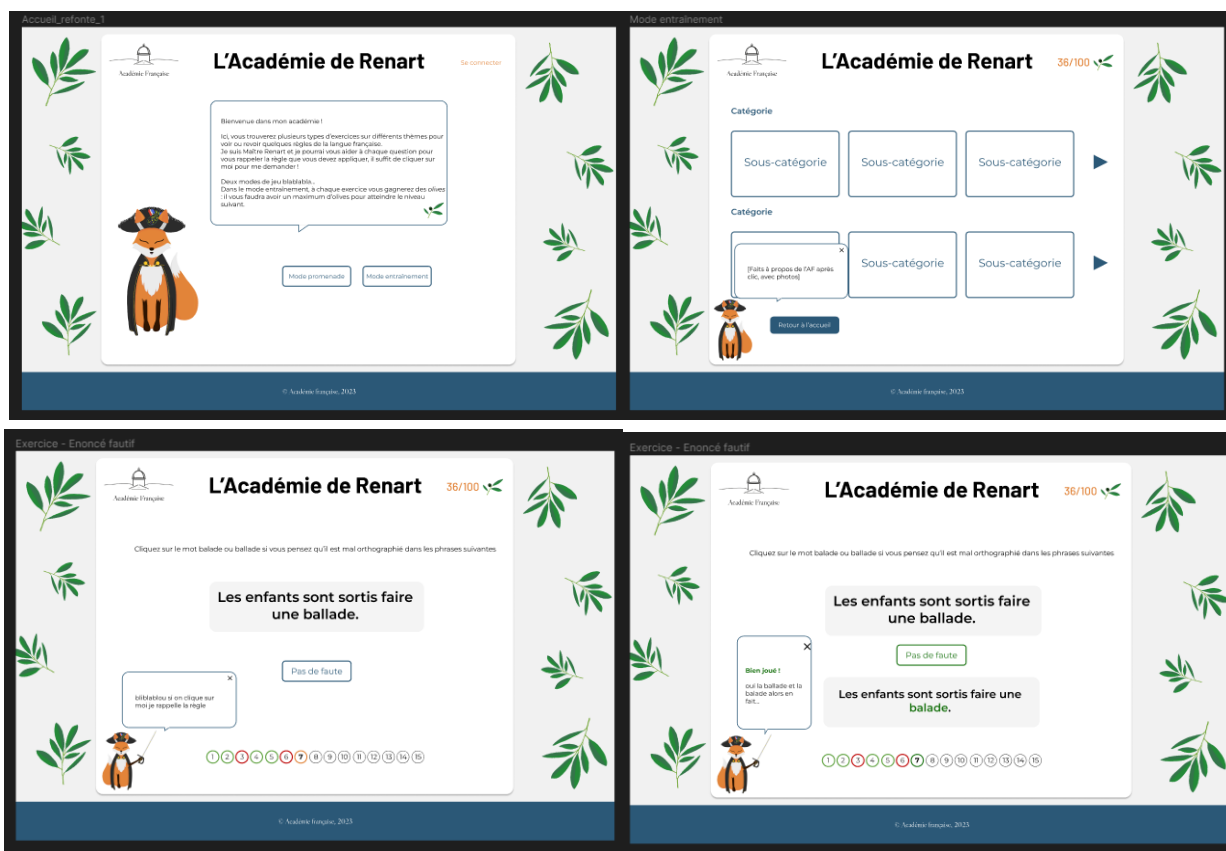 Accueil_refonte_1
Académie Française
L'Académie de Renart
Se connecter
Bienvenue dans mon académie !
Ici, vous trouverez plusieurs types d'exercices sur différents thèmes pour
voir ou revoir quelques règles de la langue française.
Je suis Maître Renart et je pourrai vous aider à chaque question pour
vous rappeler la règle que vous devez appliquer, il suffit de cliquer sur
moi pour me demander !
Deux modes de jeu blablabla...
Dans le mode entraînement, à chaque exercice vous gagnerez des olives
: il vous faudra avoir un maximum d'olives pour atteindre le niveau
suivant.
Mode promenade
Mode entraînement
© Académie française, 2023
Mode entraînement
Académie Française
L'Académie de Renart
36/100
Catégorie
Sous-catégorie
Sous-catégorie
Sous-catégorie
Catégorie
Sous-catégorie
Sous-catégorie
[Faits à propos de l'AF après
clic, avec photos]
Retour à l'accueil
© Académie française, 2023
Exercice - Enoncé fautif
Académie Française
L'Académie de Renart
36/100
Cliquez sur le mot balade ou ballade si vous pensez qu'il est mal orthographié dans les phrases suivantes
Les enfants sont sortis faire
une ballade.
Pas de faute
bliblablou si on clique sur
moi je rappelle la règle
1 2 3 4 5 6 7 8 9 10 11 12 13 14 15
© Académie française, 2023
Exercice - Enoncé fautif
Académie Française
L'Académie de Renart
36/100
Cliquez sur le mot balade ou ballade si vous pensez qu'il est mal orthographié dans les phrases suivantes
Les enfants sont sortis faire
une ballade.
Pas de faute
Bien joué !
oui la ballade et la
balade alors en
fait...
Les enfants sont sortis faire une
balade.
1 2 3 4 5 6 7 8 9 10 11 12 13 14 15
© Académie française, 2023